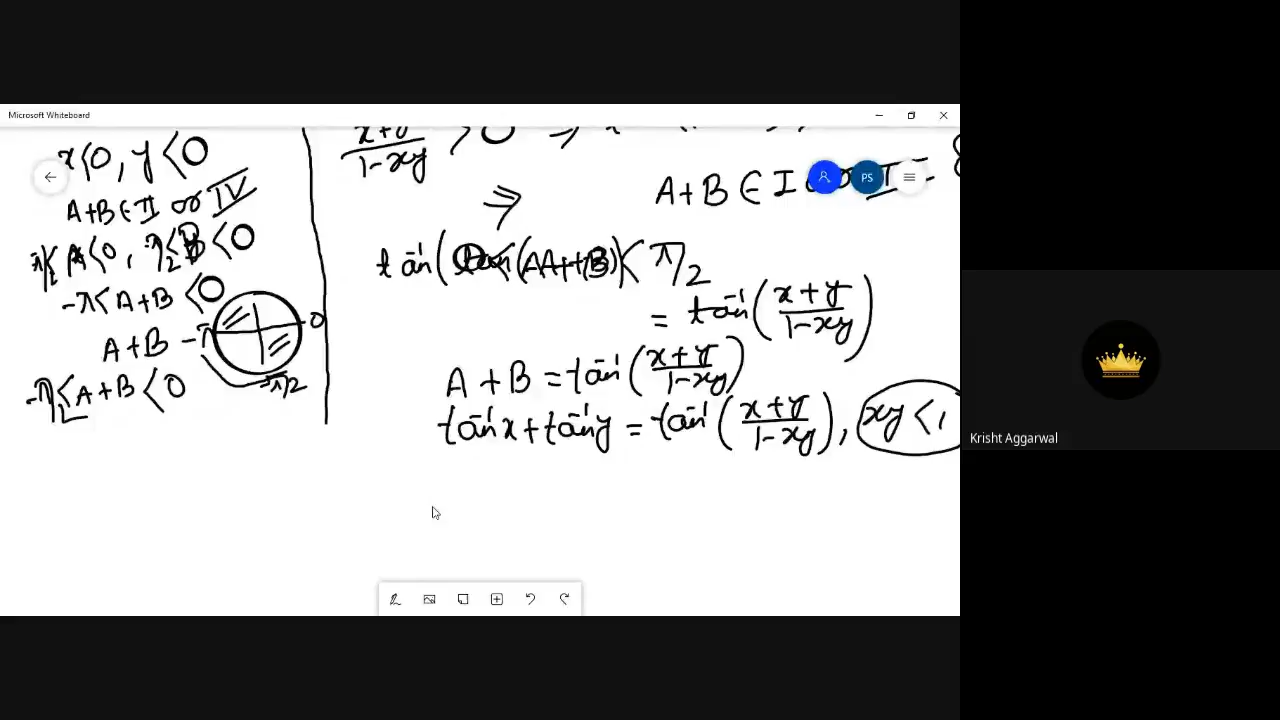 Microsoft Whiteboard
x<0, y<0
A+B ∈ II or IV
-π/2< A<0, -π/2<B<0
-π< A+B <0
A+B
-π
0
-π/2
-π/2< A+B <0
x+y/1-xy > 0 ⇒
A+B ∈ I or
⇒
tan⁻¹(
< π/2
= tan⁻¹(x+y/1-xy)
A+B = tan⁻¹(x+y/1-xy)
tan⁻¹x + tan⁻¹y = tan⁻¹(x+y/1-xy), xy < 1
PS
Krisht Aggarwal